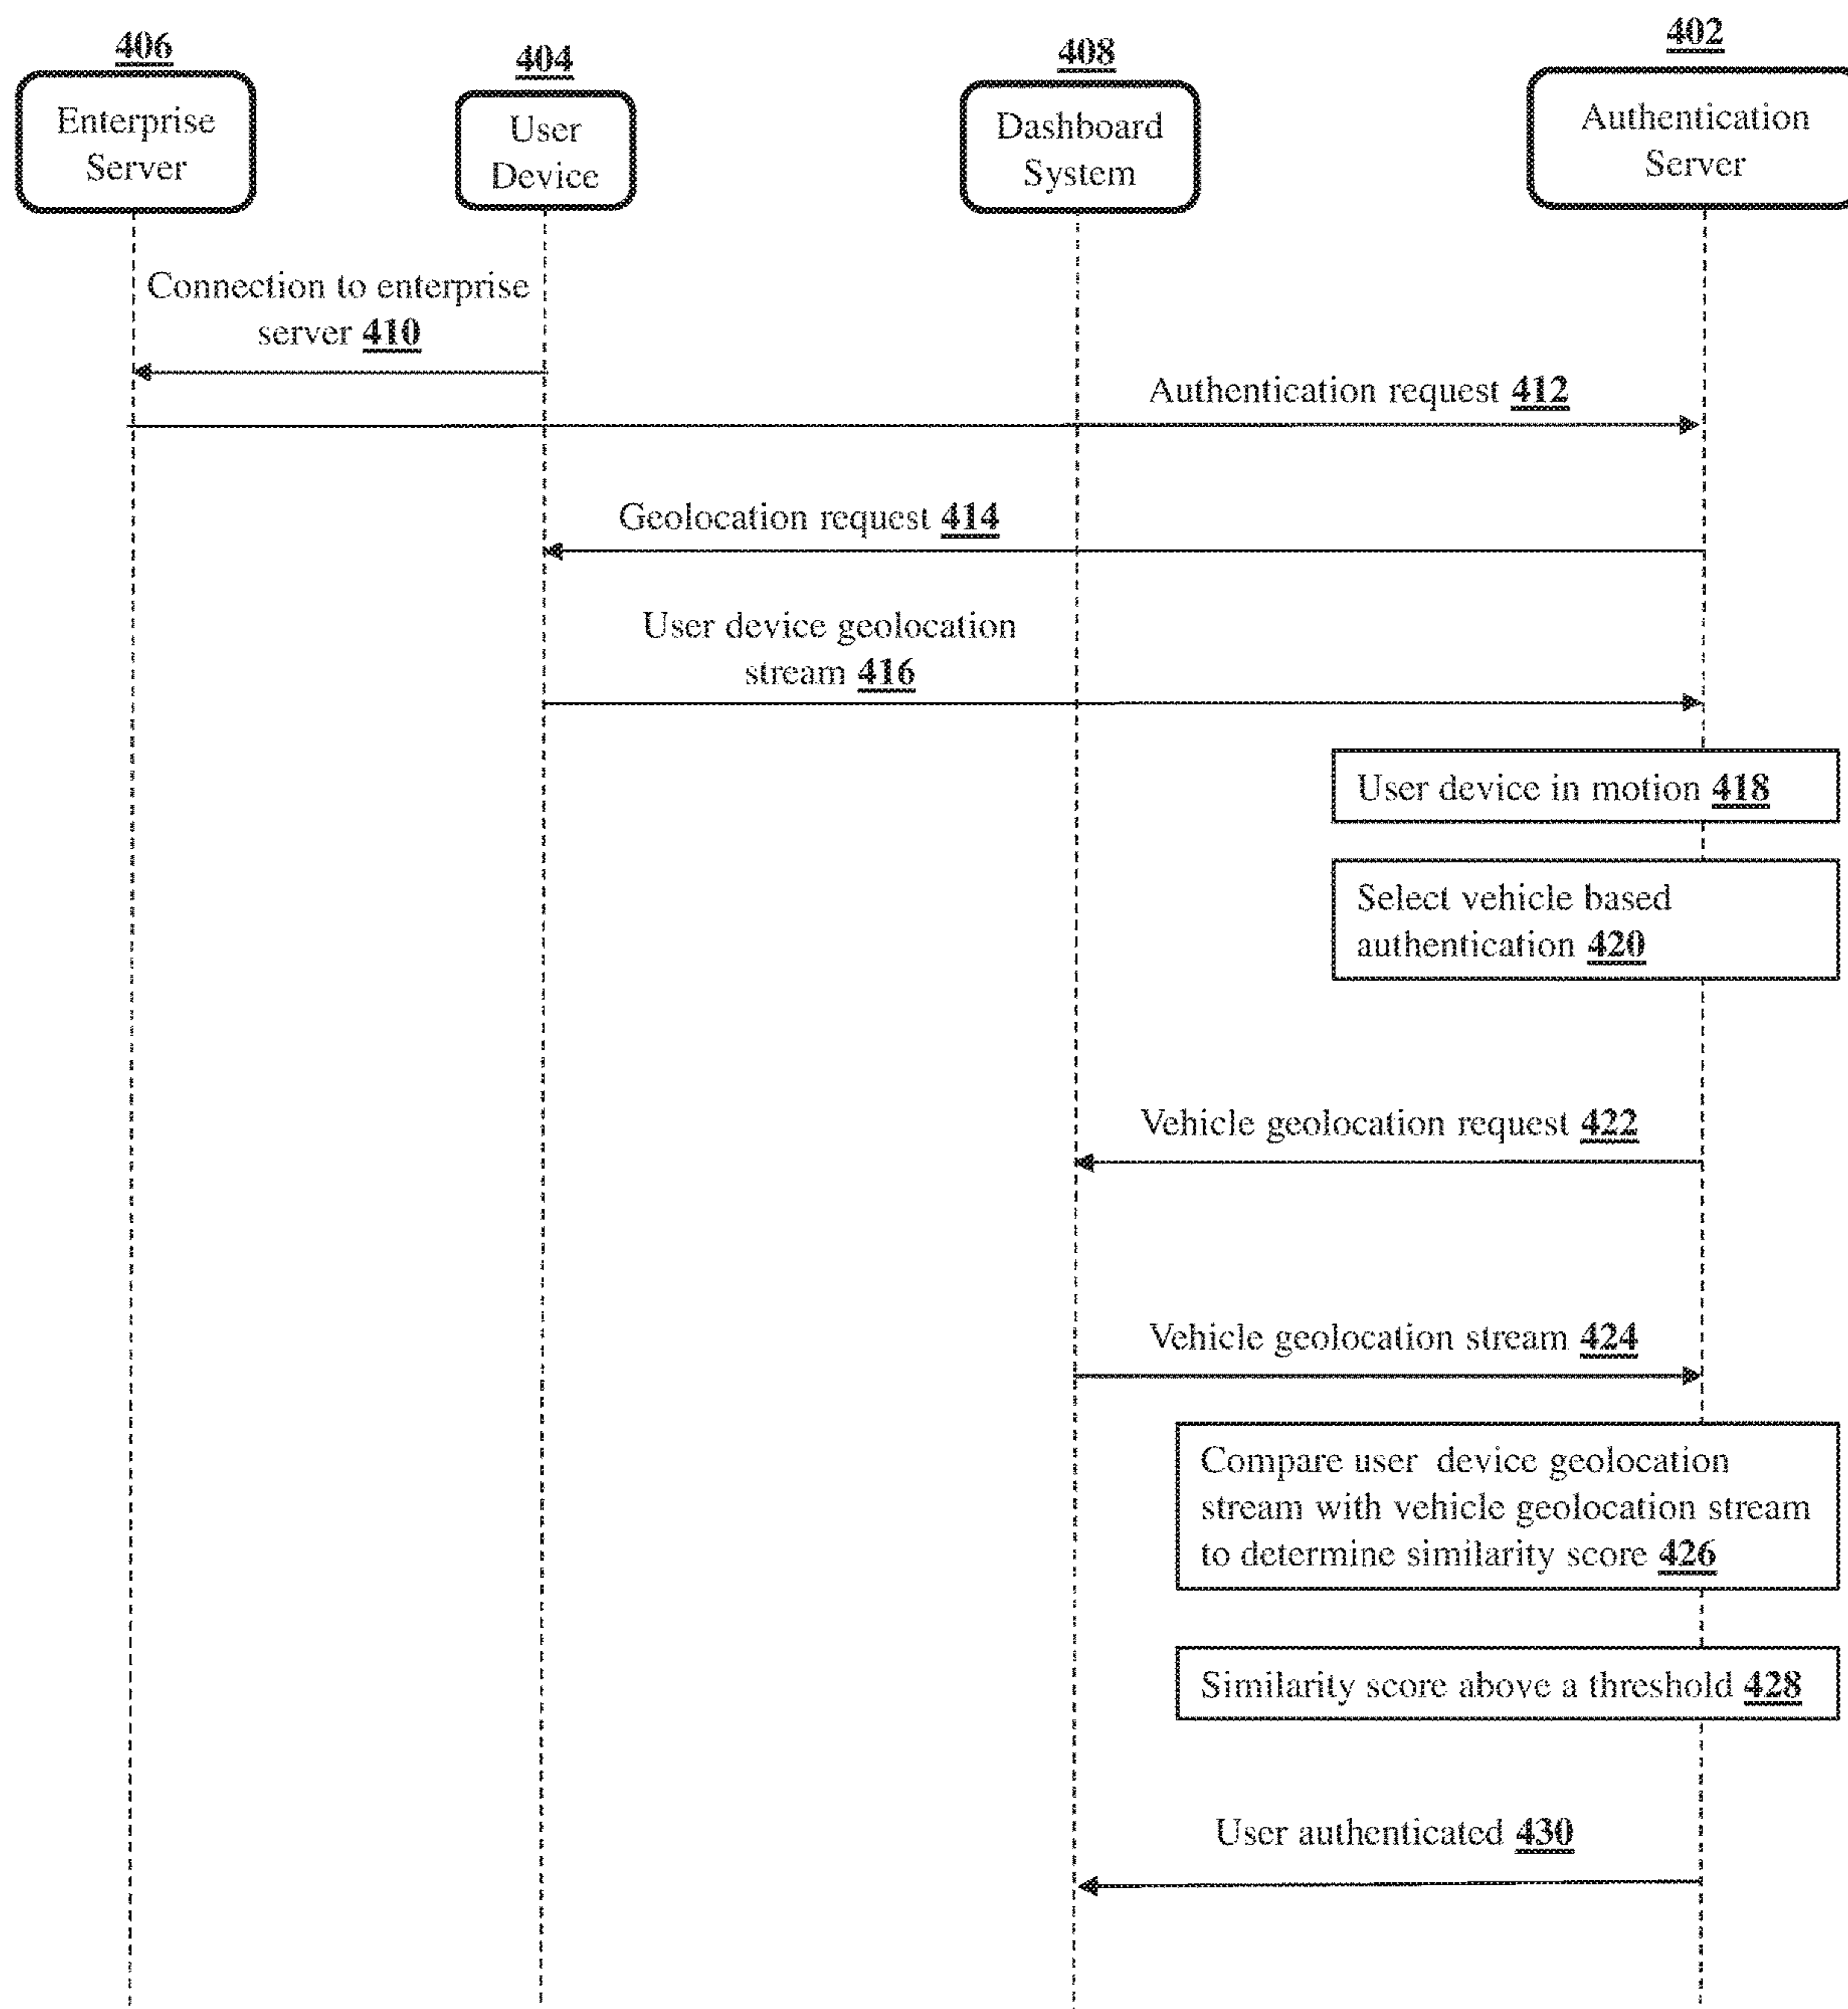 406
Enterprise
Server
404
User
Device
408
Dashboard
System
402
Authentication
Server
Connection to enterprise
server 410
Authentication request 412
Geolocation request 414
User device geolocation
stream 416
User device in motion 418
Select vehicle based
authentication 420
Vehicle geolocation request 422
Vehicle geolocation stream 424
Compare user device geolocation
stream with vehicle geolocation stream
to determine similarity score 426
Similarity score above a threshold 428
User authenticated 430